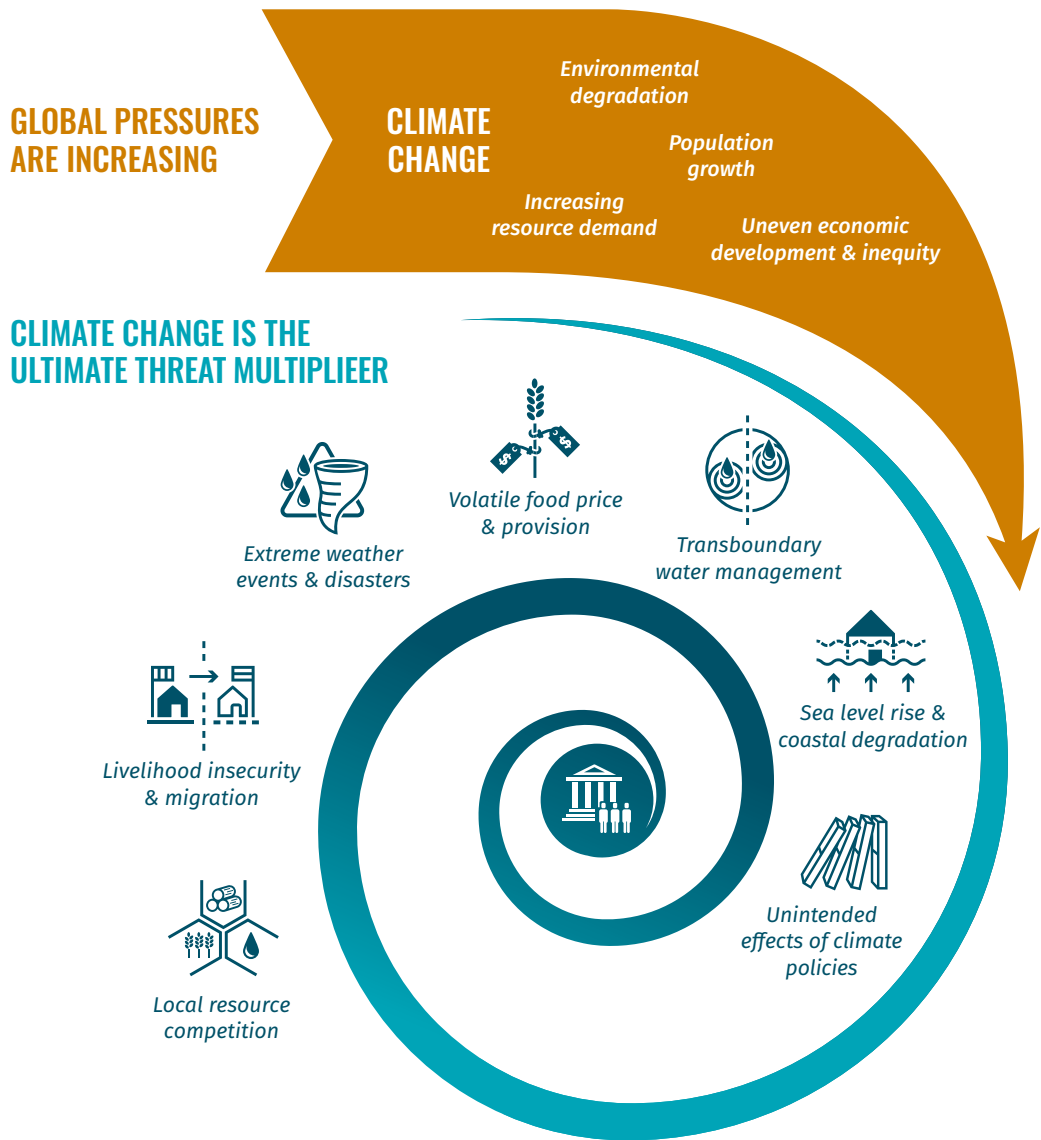 GLOBAL PRESSURES
ARE INCREASING
CLIMATE
CHANGE
Environmental
degradation
Population
growth
Increasing
resource demand
Uneven economic
development & inequity
CLIMATE CHANGE IS THE
ULTIMATE THREAT MULTIPLIEER
Extreme weather
events & disasters
$ $
Volatile food price
& provision
Transboundary
water management
Livelihood insecurity
& migration
Sea level rise &
coastal degradation
Local resource
competition
Unintended
effects of climate
policies